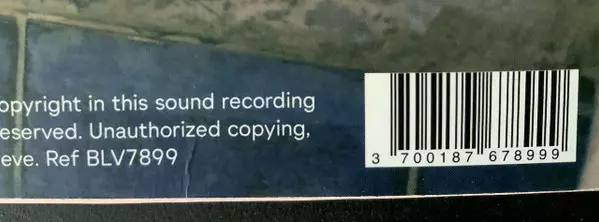 opyright in this sound recording
eserved. Unauthorized copying,
eve. Ref BLV7899
3 700187 678999